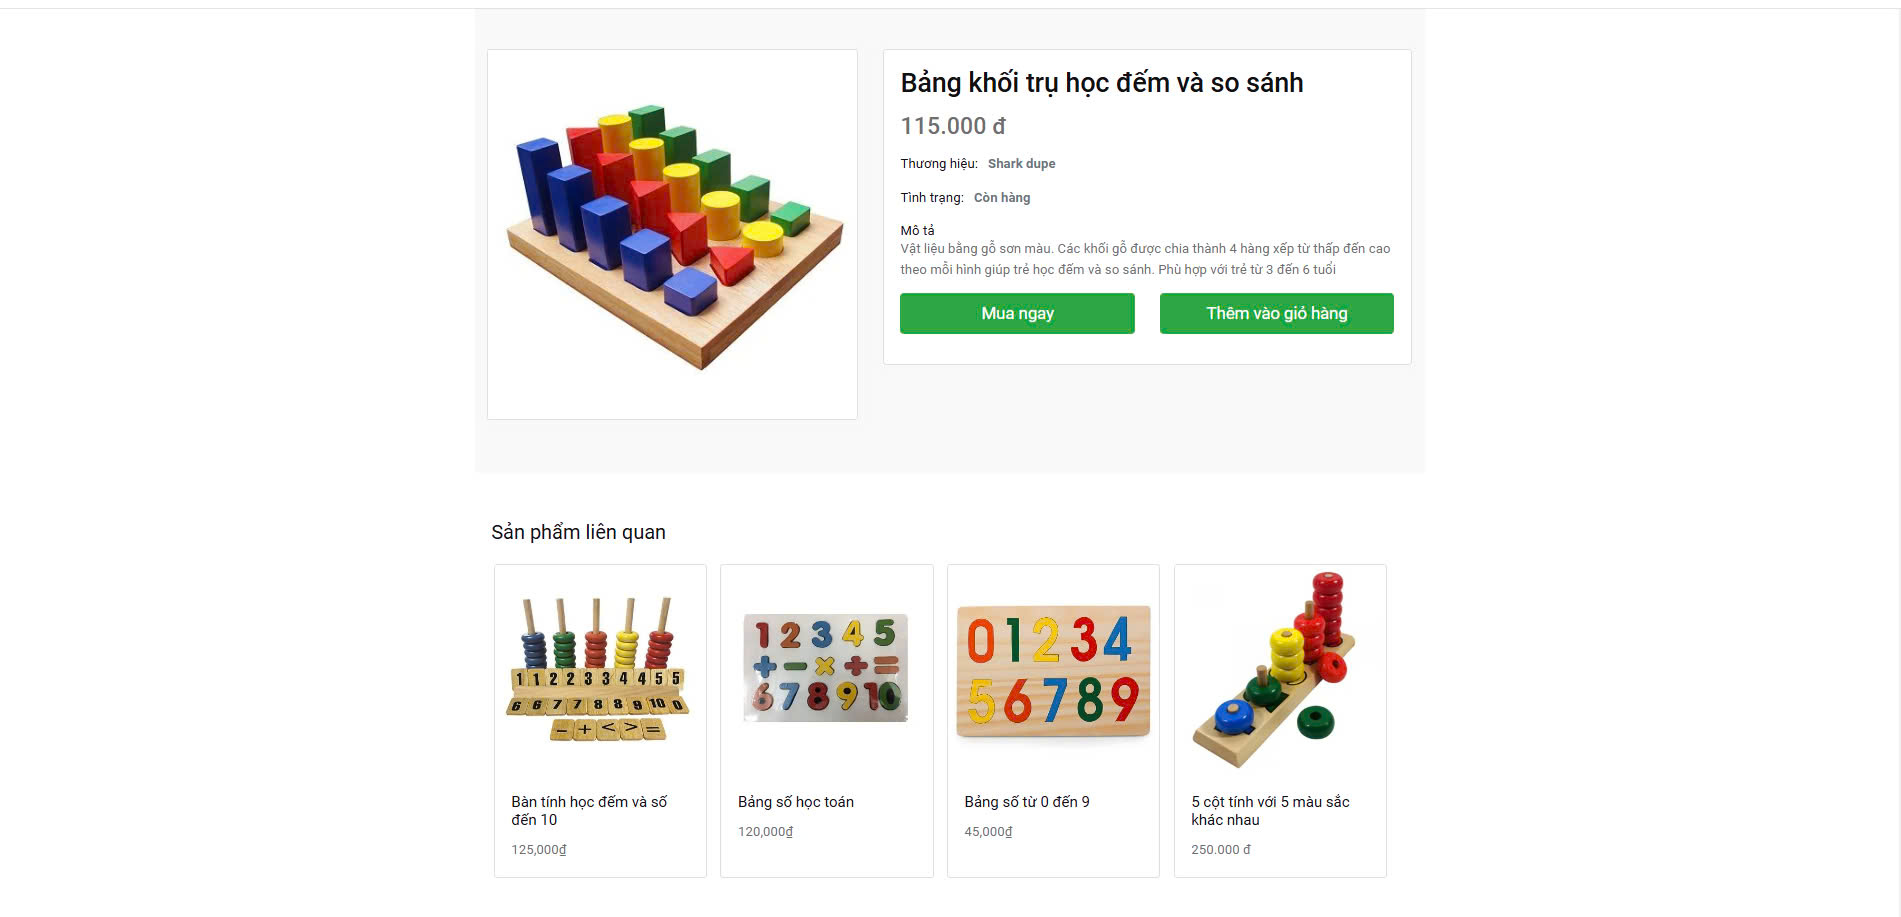 Bảng khối trụ học đếm và so sánh
115.000 đ
Thương hiệu: Shark dupe
Tình trạng: Còn hàng
Mô tả
Vật liệu bằng gỗ sơn màu. Các khối gỗ được chia thành 4 hàng xếp từ thấp đến cao
theo mỗi hình giúp trẻ học đếm và so sánh. Phù hợp với trẻ từ 3 đến 6 tuổi
Mua ngay Thêm vào giỏ hàng
Sản phẩm liên quan
1 1 2 2 3 3 4 4 5 5
6 6 7 7 8 8 9 10 0
− + < > =
Bàn tính học đếm và số
đến 10
125,000₫
1 2 3 4 5
+ − × ÷ =
6 7 8 9 10
Bảng số học toán
120,000₫
0 1 2 3 4
5 6 7 8 9
Bảng số từ 0 đến 9
45,000₫
5 cột tính với 5 màu sắc
khác nhau
250.000 đ